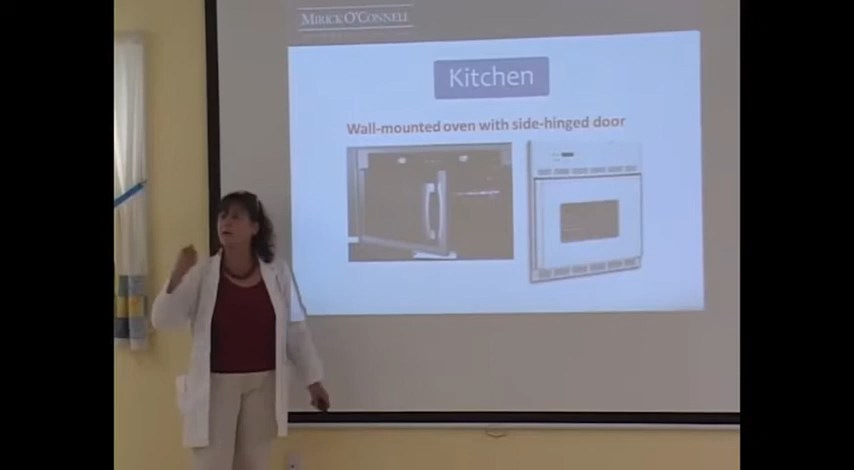 MIRICK O'CONNELL
Kitchen
Wall-mounted oven with side-hinged door